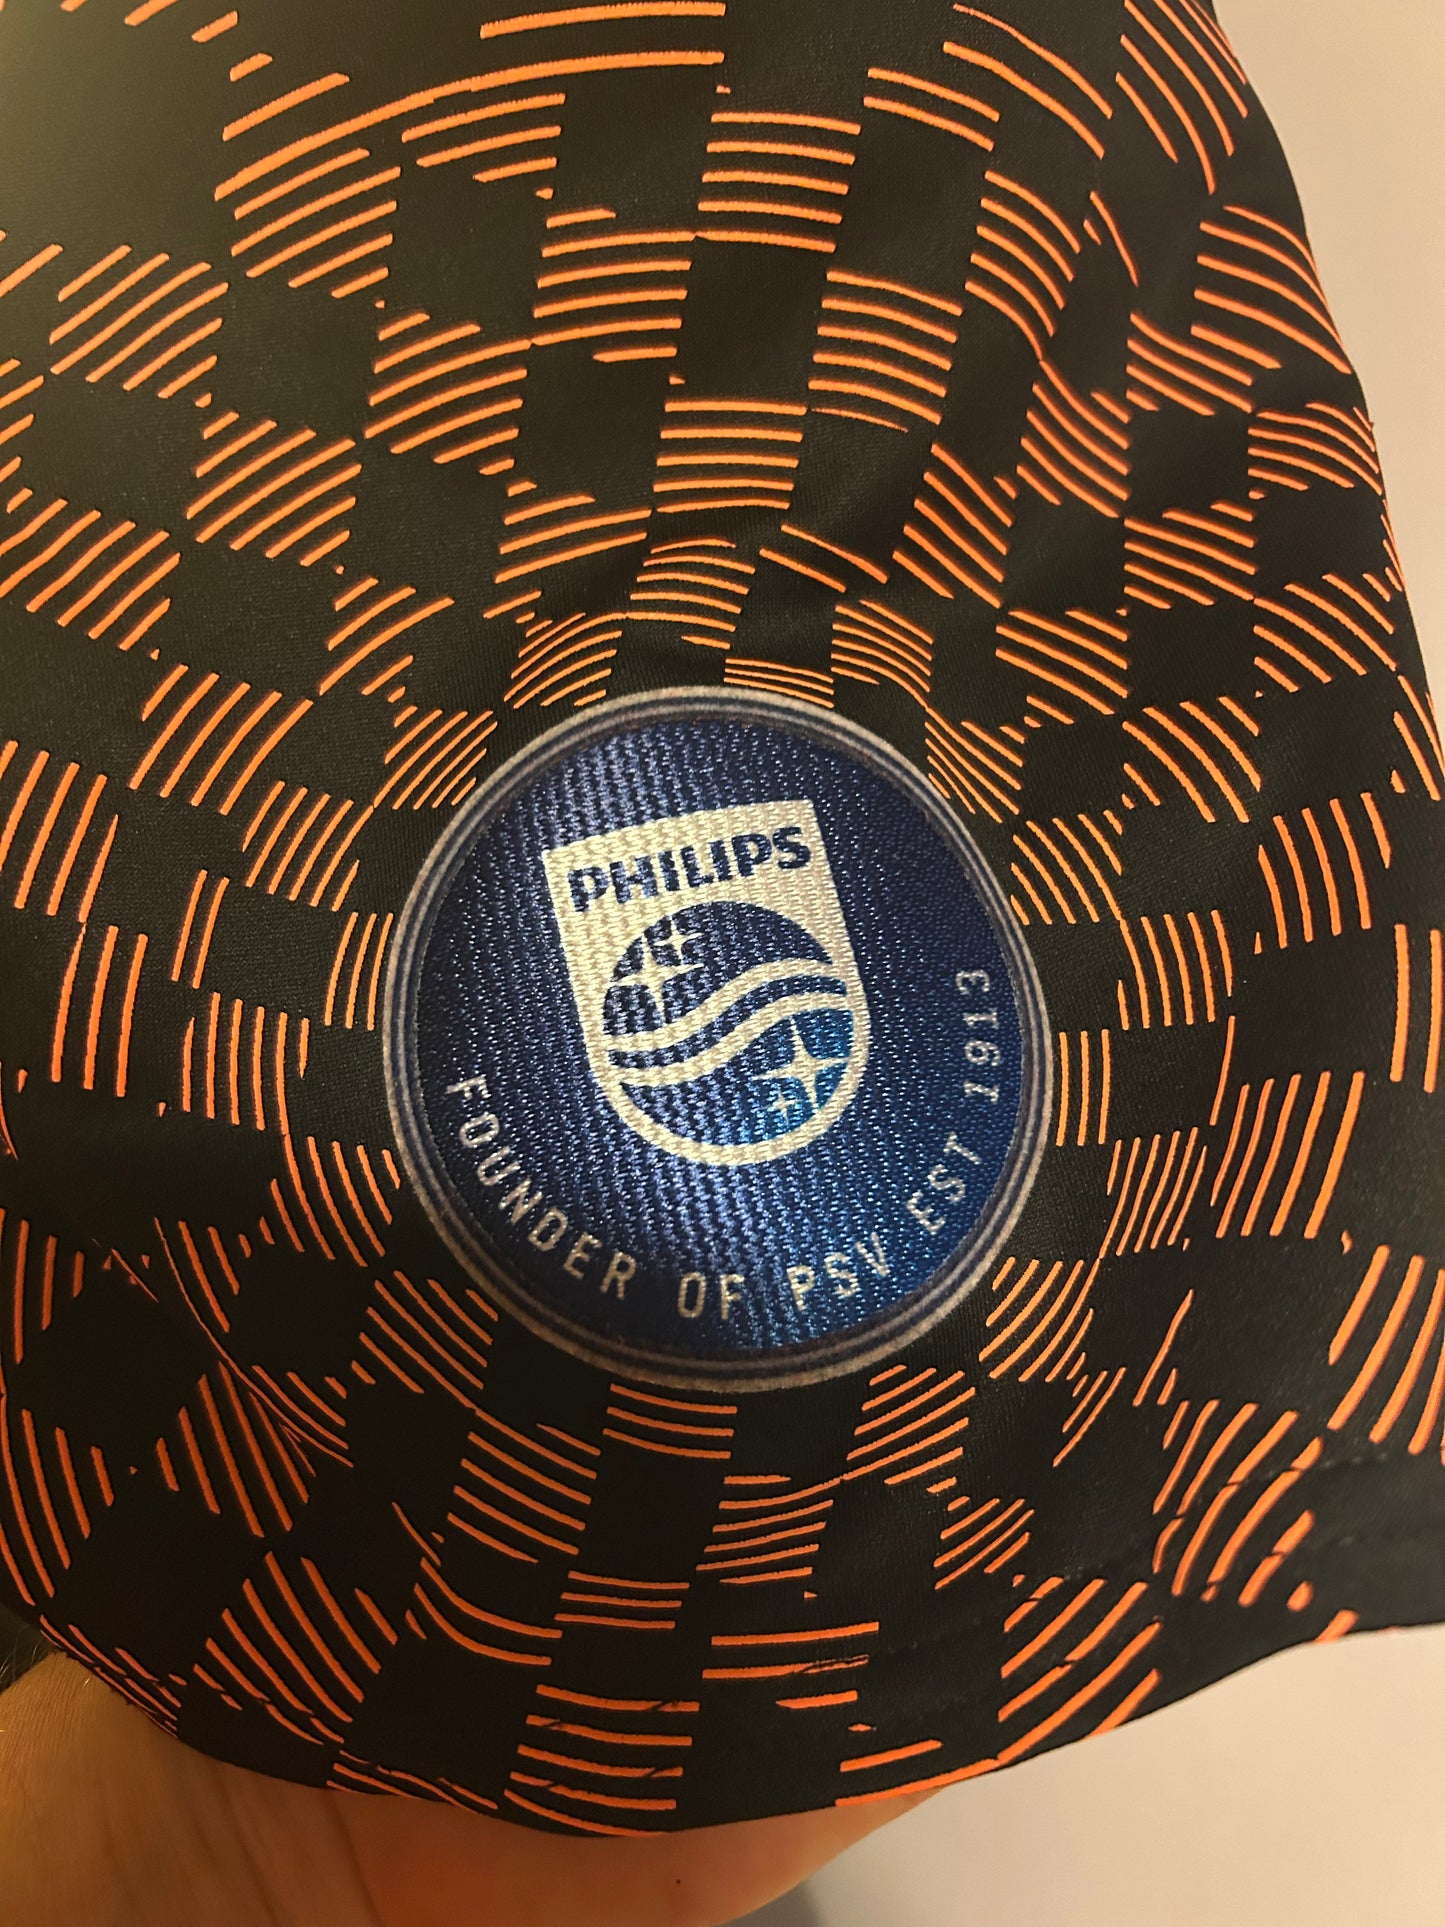 PHILIPS
FOUNDER OF PSV EST 1913